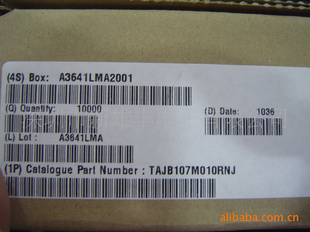 (4S) Box: A3641LMA2001
(Q) Quantity: 10000
(D) Date: 1036
(L) Lot : A3641LMA
(1P) Catalogue Part Number : TAJB107M010RNJ
alibaba.com.cn